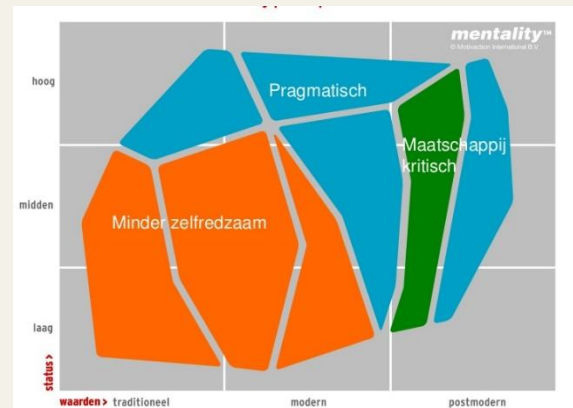 mentality™
© Motivaction International B.V.
hoog
Pragmatisch
Maatschappij
kritisch
midden
Minder zelfredzaam
laag
status >
waarden > traditioneel modern postmodern